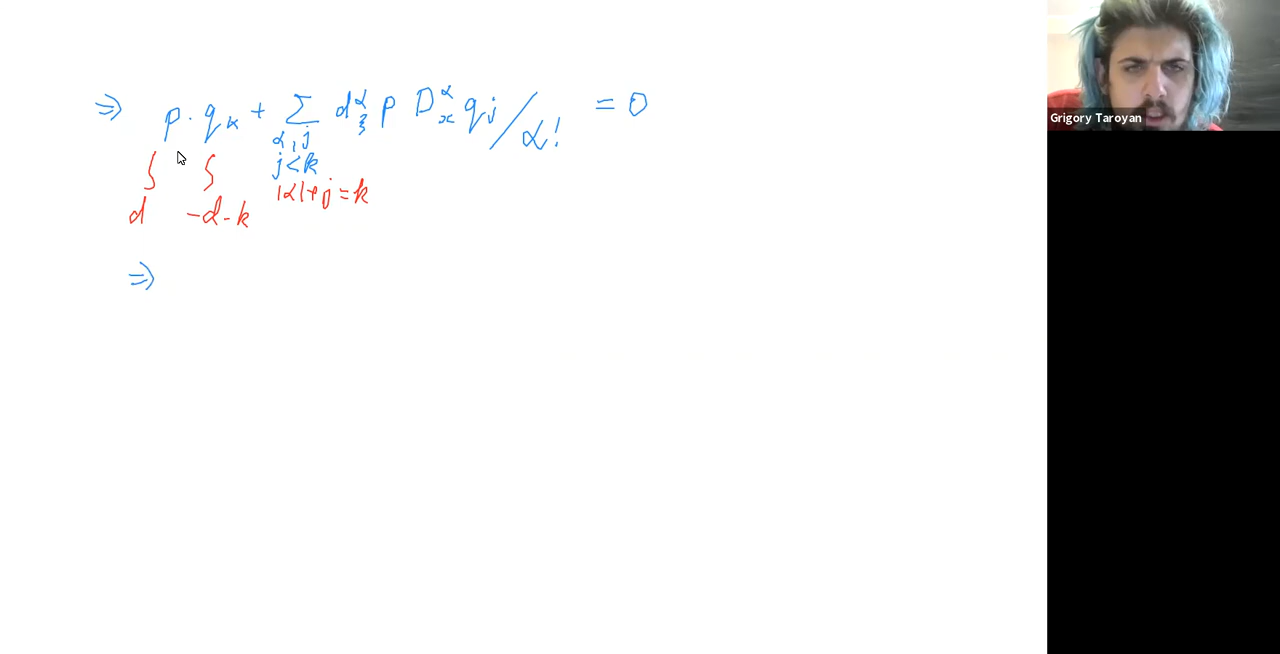 ⇒ p · q_k + Σ d_ξ^α p D_x^α q_j / α! = 0
α, j
j < k
|α| + j = k
d -d-k
⇒
Grigory Taroyan